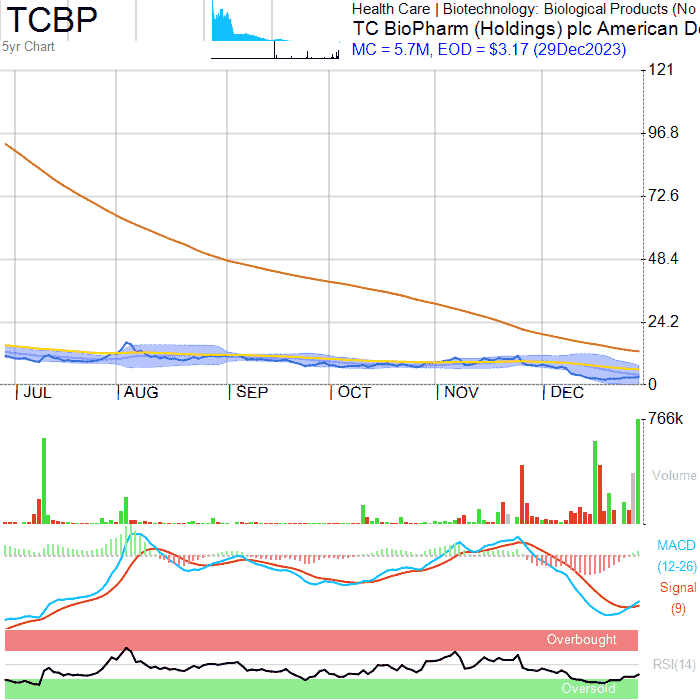 TCBP
5yr Chart
Health Care | Biotechnology: Biological Products (No
TC BioPharm (Holdings) plc American De
MC = 5.7M, EOD = $3.17 (29Dec2023)
121
96.8
72.6
48.4
24.2
0
JUL AUG SEP OCT NOV DEC
766k
Volume
MACD
(12-26)
Signal
(9)
Overbought
RSI(14)
Oversold